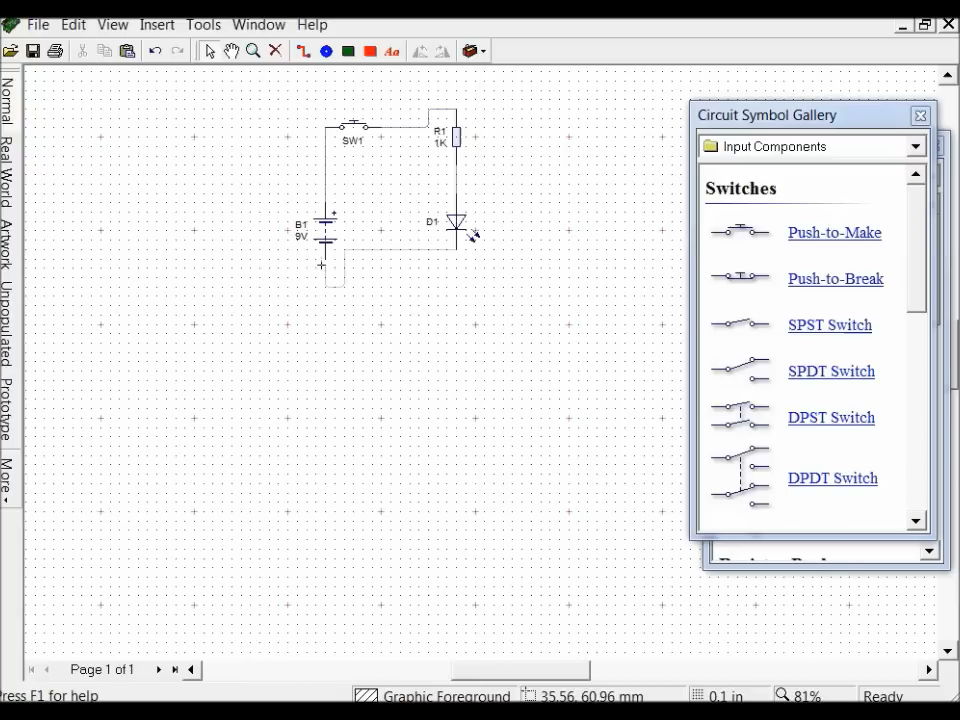 File Edit View Insert Tools Window Help
Aa
Normal
Real World
Artwork
Unpopulated
Prototype
More
SW1
R1
1K
B1
9V
D1
Circuit Symbol Gallery
Input Components
Switches
Push-to-Make
Push-to-Break
SPST Switch
SPDT Switch
DPST Switch
DPDT Switch
Page 1 of 1
Press F1 for help
Graphic Foreground
35.56, 60.96 mm
0.1 in
81%
Ready